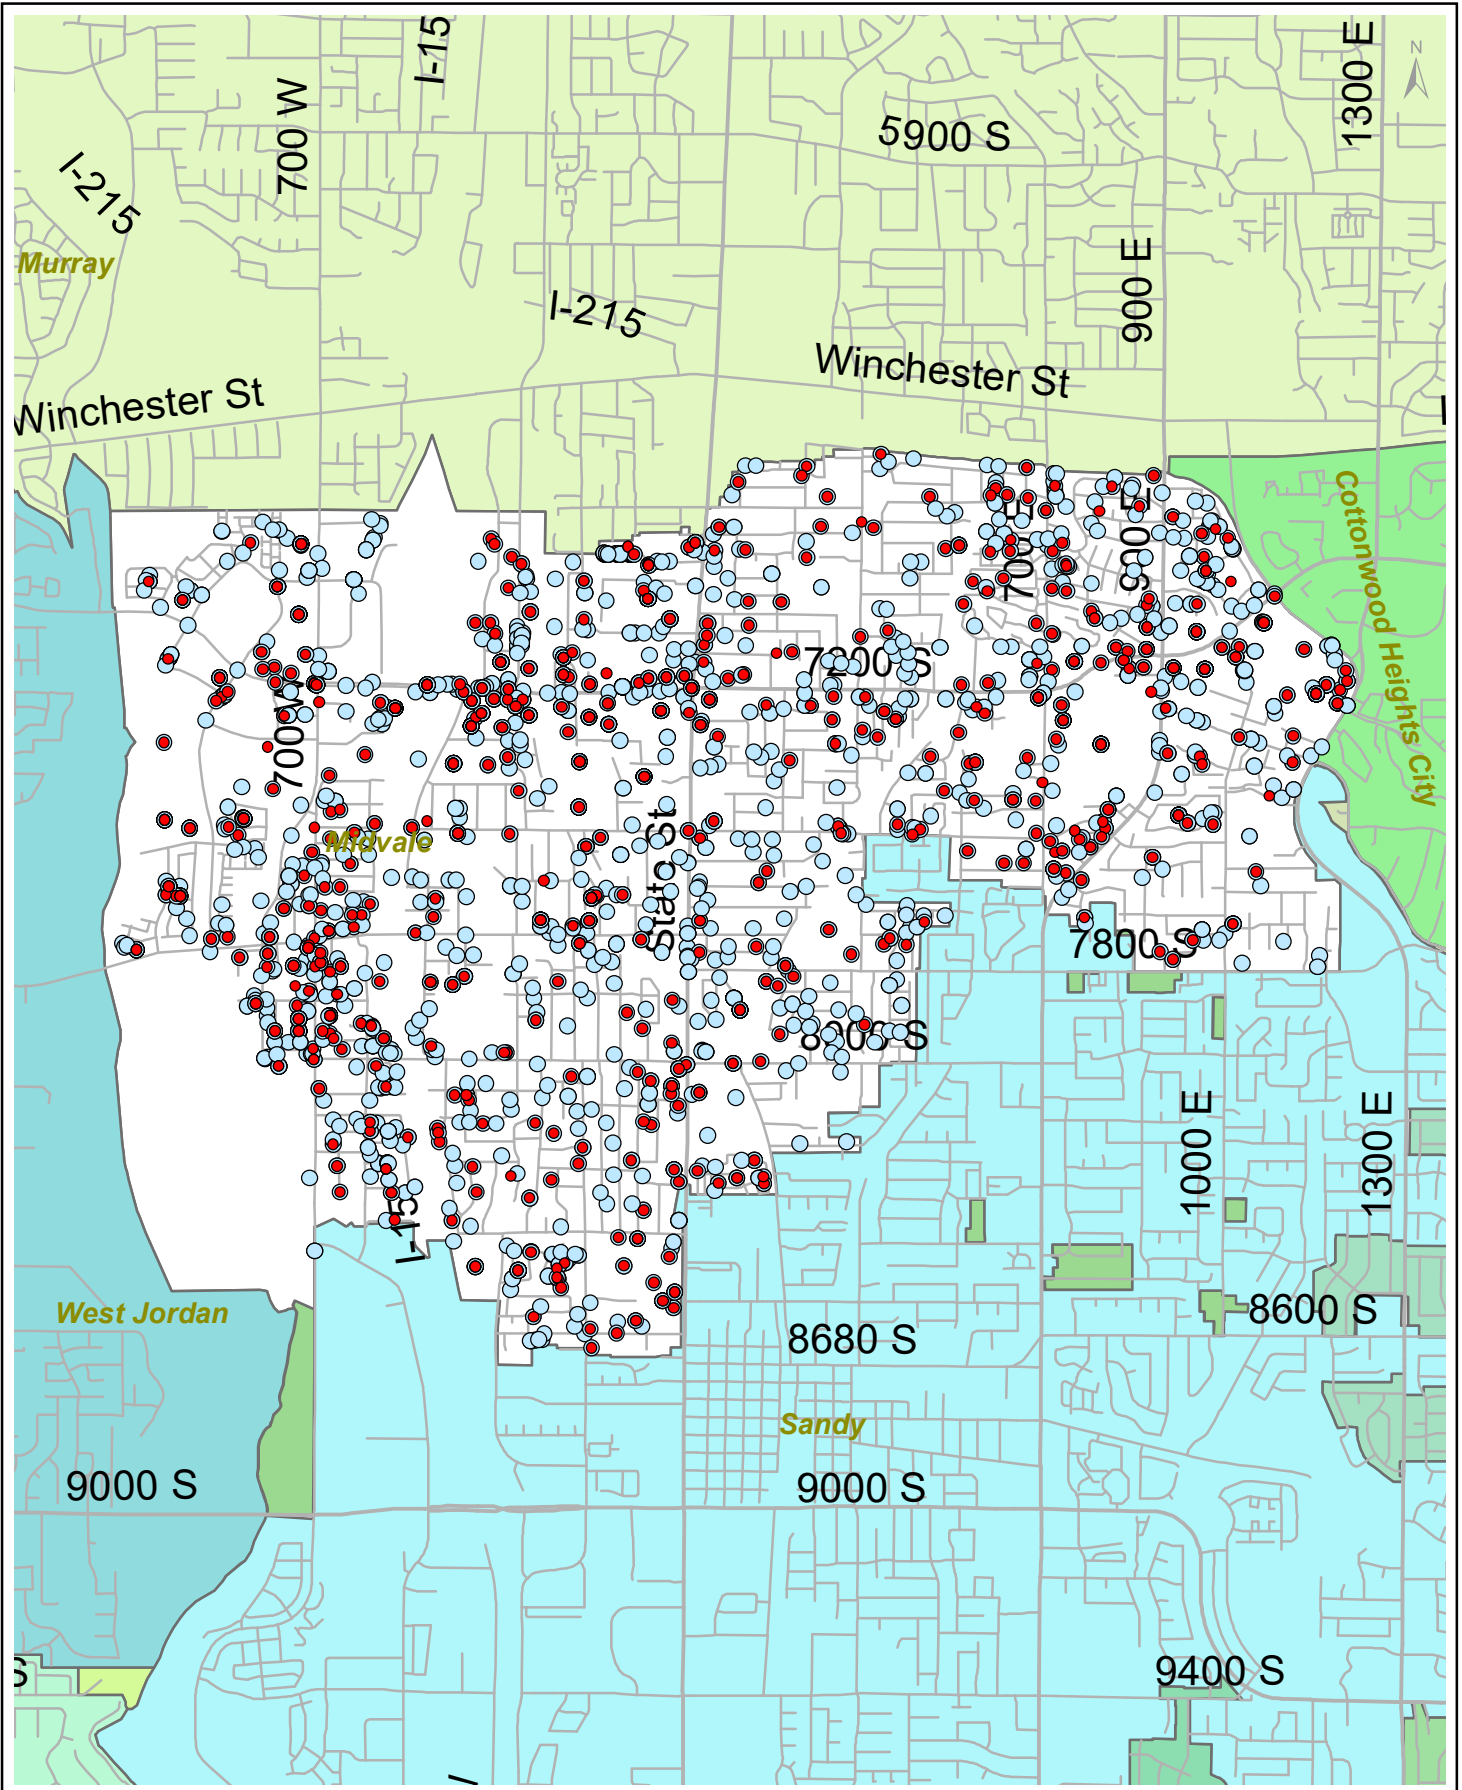 I-15
1300 E
N
700 W
5900 S
I-215
Murray
900 E
I-215
Winchester St
Winchester St
Cottonwood Heights City
700 E
900 E
7200 S
700 W
Midvale
State St
7800 S
8000 S
1000 E
1300 E
I-15
West Jordan
8600 S
8680 S
Sandy
9000 S
9000 S
9400 S
S